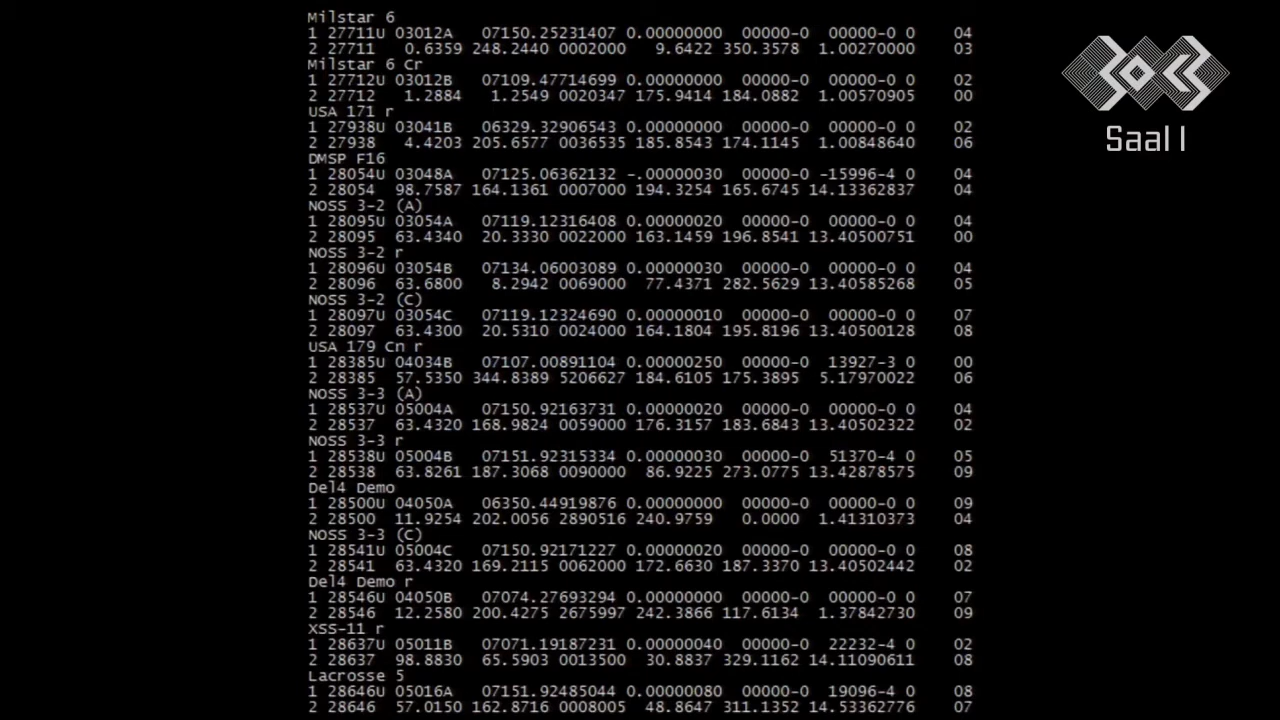 Milstar 6
1 27711U 03012A   07150.25231407 0.00000000  00000-0  00000-0 0    04
2 27711   0.6359 248.2440 0002000   9.6422 350.3578  1.00270000    03
Milstar 6 Cr
1 27712U 03012B   07109.47714699 0.00000000  00000-0  00000-0 0    02
2 27712   1.2884   1.2549 0020347 175.9414 184.0882  1.00570905    00
USA 171 r
1 27938U 03041B   06329.32906543 0.00000000  00000-0  00000-0 0    02
2 27938   4.4203 205.6577 0036535 185.8543 174.1145  1.00848640    06
DMSP F16
1 28054U 03048A   07125.06362132 -.00000030  00000-0 -15996-4 0    04
2 28054  98.7587 164.1361 0007000 194.3254 165.6745 14.13362837    04
NOSS 3-2 (A)
1 28095U 03054A   07119.12316408 0.00000020  00000-0  00000-0 0    04
2 28095  63.4340  20.3330 0022000 163.1459 196.8541 13.40500751    00
NOSS 3-2 r
1 28096U 03054B   07134.06003089 0.00000030  00000-0  00000-0 0    04
2 28096  63.6800   8.2942 0069000  77.4371 282.5629 13.40585268    05
NOSS 3-2 (C)
1 28097U 03054C   07119.12324690 0.00000010  00000-0  00000-0 0    07
2 28097  63.4300  20.5310 0024000 164.1804 195.8196 13.40500128    08
USA 179 Cn r
1 28385U 04034B   07107.00891104 0.00000250  00000-0  13927-3 0    00
2 28385  57.5350 344.8389 5206627 184.6105 175.3895  5.17970022    06
NOSS 3-3 (A)
1 28537U 05004A   07150.92163731 0.00000020  00000-0  00000-0 0    04
2 28537  63.4320 168.9824 0059000 176.3157 183.6843 13.40502322    02
NOSS 3-3 r
1 28538U 05004B   07151.92315334 0.00000030  00000-0  51370-4 0    05
2 28538  63.8261 187.3068 0090000  86.9225 273.0775 13.42878575    09
Del4 Demo
1 28500U 04050A   06350.44919876 0.00000000  00000-0  00000-0 0    09
2 28500  11.9254 202.0056 2890516 240.9759   0.0000  1.41310373    04
NOSS 3-3 (C)
1 28541U 05004C   07150.92171227 0.00000020  00000-0  00000-0 0    08
2 28541  63.4320 169.2115 0062000 172.6630 187.3370 13.40502442    02
Del4 Demo r
1 28546U 04050B   07074.27693294 0.00000000  00000-0  00000-0 0    07
2 28546  12.2580 200.4275 2675997 242.3866 117.6134  1.37842730    09
XSS-11 r
1 28637U 05011B   07071.19187231 0.00000040  00000-0  22232-4 0    02
2 28637  98.8830  65.5903 0013500  30.8837 329.1162 14.11090611    08
Lacrosse 5
1 28646U 05016A   07151.92485044 0.00000080  00000-0  19096-4 0    08
2 28646  57.0150 162.8716 0008005  48.8647 311.1352 14.53362776    07
Saal 1